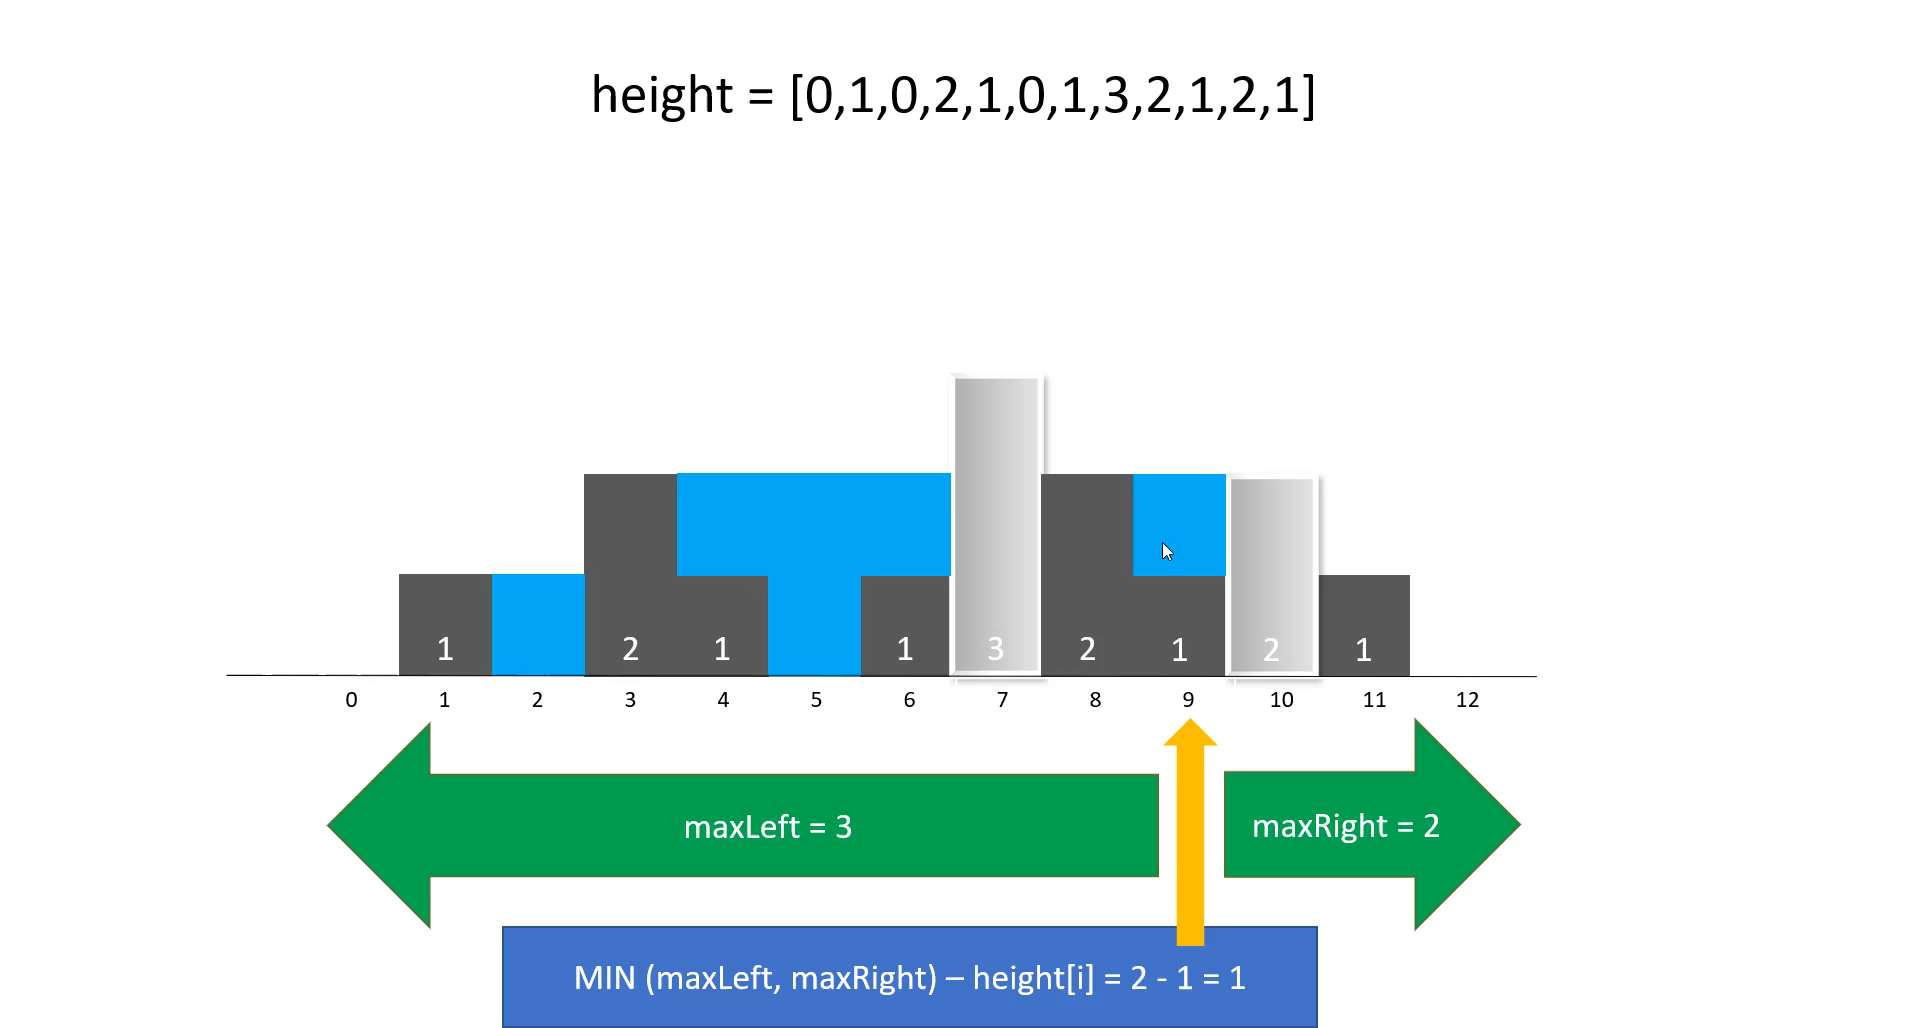 height = [0,1,0,2,1,0,1,3,2,1,2,1]
1 2 1 1 3 2 1 2 1
0 1 2 3 4 5 6 7 8 9 10 11 12
maxLeft = 3
maxRight = 2
MIN (maxLeft, maxRight) – height[i] = 2 - 1 = 1